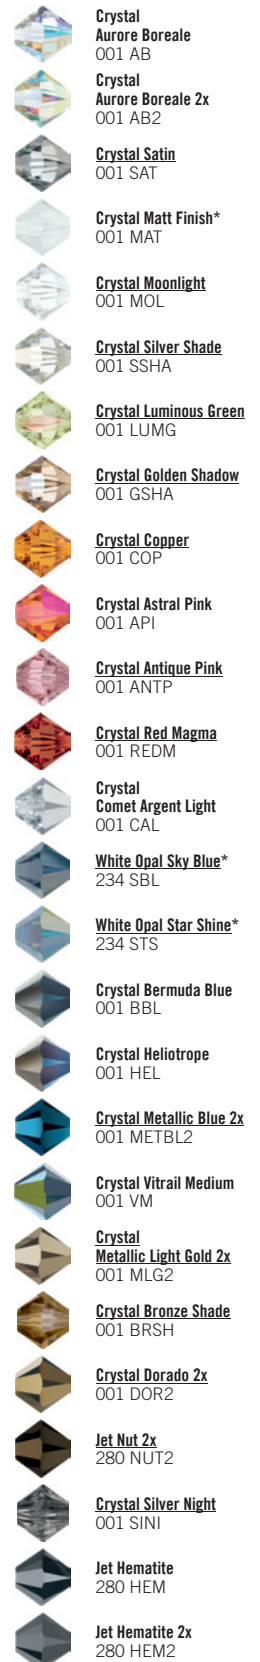 Crystal
Aurore Boreale
001 AB
Crystal
Aurore Boreale 2x
001 AB2
Crystal Satin
001 SAT
Crystal Matt Finish*
001 MAT
Crystal Moonlight
001 MOL
Crystal Silver Shade
001 SSHA
Crystal Luminous Green
001 LUMG
Crystal Golden Shadow
001 GSHA
Crystal Copper
001 COP
Crystal Astral Pink
001 API
Crystal Antique Pink
001 ANTP
Crystal Red Magma
001 REDM
Crystal
Comet Argent Light
001 CAL
White Opal Sky Blue*
234 SBL
White Opal Star Shine*
234 STS
Crystal Bermuda Blue
001 BBL
Crystal Heliotrope
001 HEL
Crystal Metallic Blue 2x
001 METBL2
Crystal Vitrail Medium
001 VM
Crystal
Metallic Light Gold 2x
001 MLG2
Crystal Bronze Shade
001 BRSH
Crystal Dorado 2x
001 DOR2
Jet Nut 2x
280 NUT2
Crystal Silver Night
001 SINI
Jet Hematite
280 HEM
Jet Hematite 2x
280 HEM2